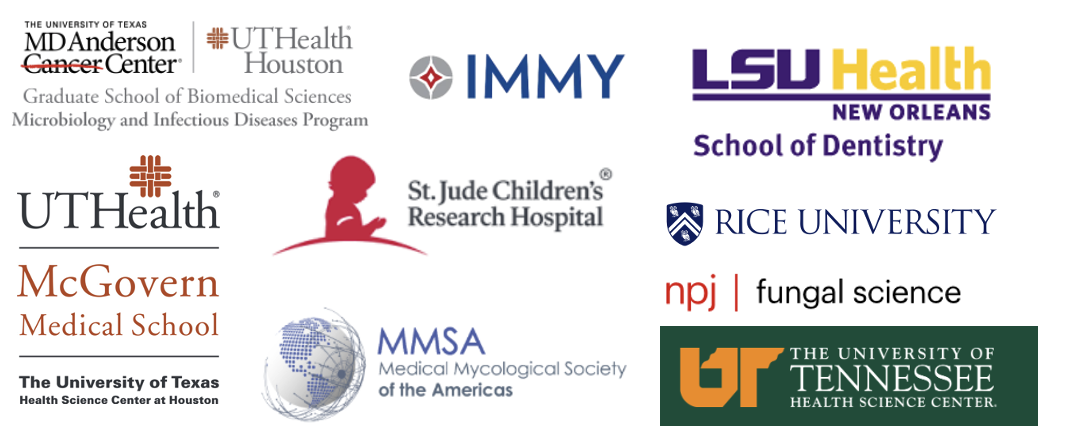 THE UNIVERSITY OF TEXAS
MD Anderson
Cancer Center®
UTHealth®
Houston
Graduate School of Biomedical Sciences
Microbiology and Infectious Diseases Program
IMMY
LSU Health
NEW ORLEANS
School of Dentistry
UTHealth®
McGovern
Medical School
The University of Texas
Health Science Center at Houston
St. Jude Children's®
Research Hospital
RICE UNIVERSITY
npj | fungal science
MMSA
Medical Mycological Society
of the Americas
UT
THE UNIVERSITY OF
TENNESSEE
HEALTH SCIENCE CENTER.